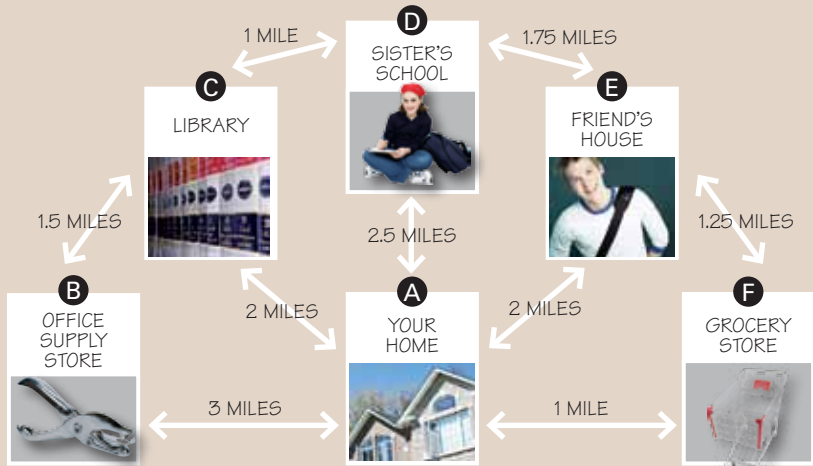 D
1 MILE
1.75 MILES
SISTER'S
SCHOOL
C
E
LIBRARY
FRIEND'S
HOUSE
1.5 MILES
2.5 MILES
1.25 MILES
B
A
F
OFFICE
SUPPLY
STORE
2 MILES
YOUR
HOME
2 MILES
GROCERY
STORE
3 MILES
1 MILE